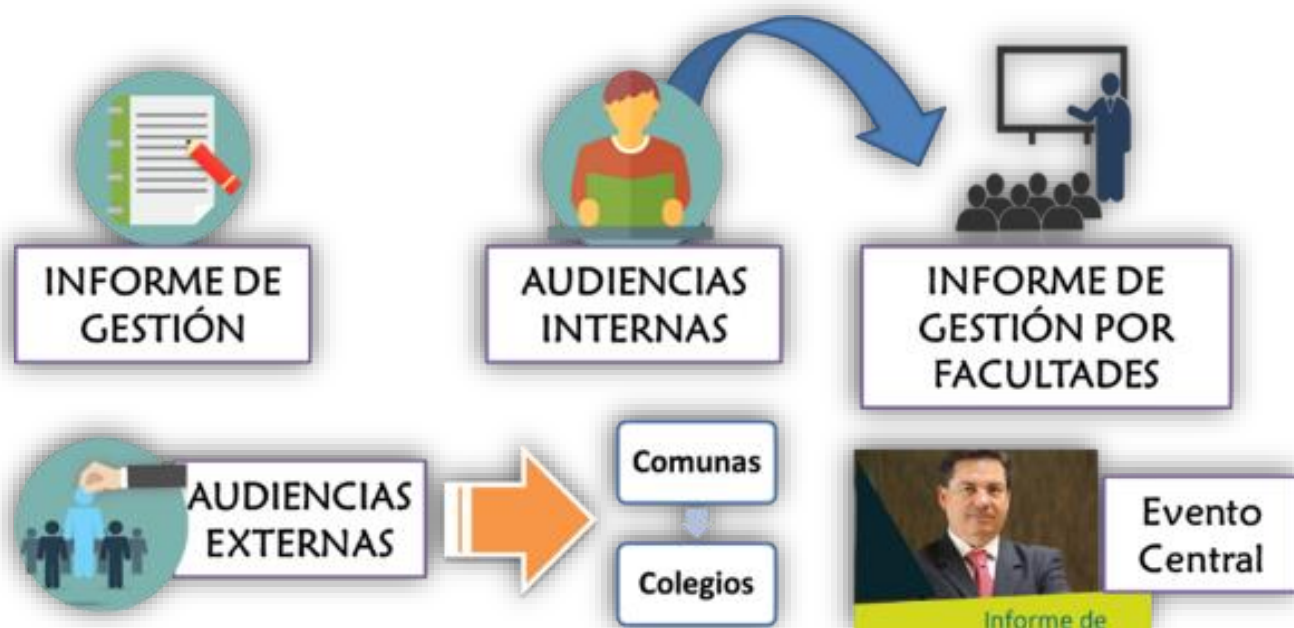 INFORME DE
GESTIÓN
AUDIENCIAS
INTERNAS
INFORME DE
GESTIÓN POR
FACULTADES
AUDIENCIAS
EXTERNAS
Comunas
Colegios
Evento
Central
Informe de